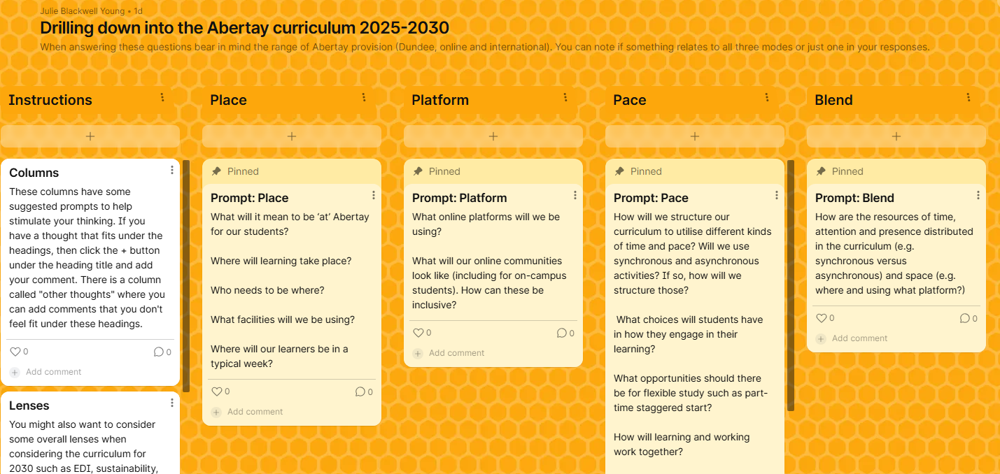 Julie Blackwell Young • 1d
Drilling down into the Abertay curriculum 2025-2030
When answering these questions bear in mind the range of Abertay provision (Dundee, online and international). You can note if something relates to all three modes or just one in your responses.
Instructions
Columns
These columns have some
suggested prompts to help
stimulate your thinking. If you
have a thought that fits under the
headings, then click the + button
under the heading title and add
your comment. There is a column
called "other thoughts" where you
can add comments that you don't
feel fit under these headings.
0
0
Add comment
Lenses
You might also want to consider
some overall lenses when
considering the curriculum for
2030 such as EDI, sustainability,
Place
Pinned
Prompt: Place
What will it mean to be ‘at’ Abertay
for our students?
Where will learning take place?
Who needs to be where?
What facilities will we be using?
Where will our learners be in a
typical week?
0
0
Add comment
Platform
Pinned
Prompt: Platform
What online platforms will we be
using?
What will our online communities
look like (including for on-campus
students). How can these be
inclusive?
0
0
Add comment
Pace
Pinned
Prompt: Pace
How will we structure our
curriculum to utilise different kinds
of time and pace? Will we use
synchronous and asynchronous
activities? If so, how will we
structure those?
What choices will students have
in how they engage in their
learning?
What opportunities should there
be for flexible study such as part-
time staggered start?
How will learning and working
work together?
Blend
Pinned
Prompt: Blend
How are the resources of time,
attention and presence distributed
in the curriculum (e.g.
synchronous versus
asynchronous) and space (e.g.
where and using what platform?)
0
0
Add comment